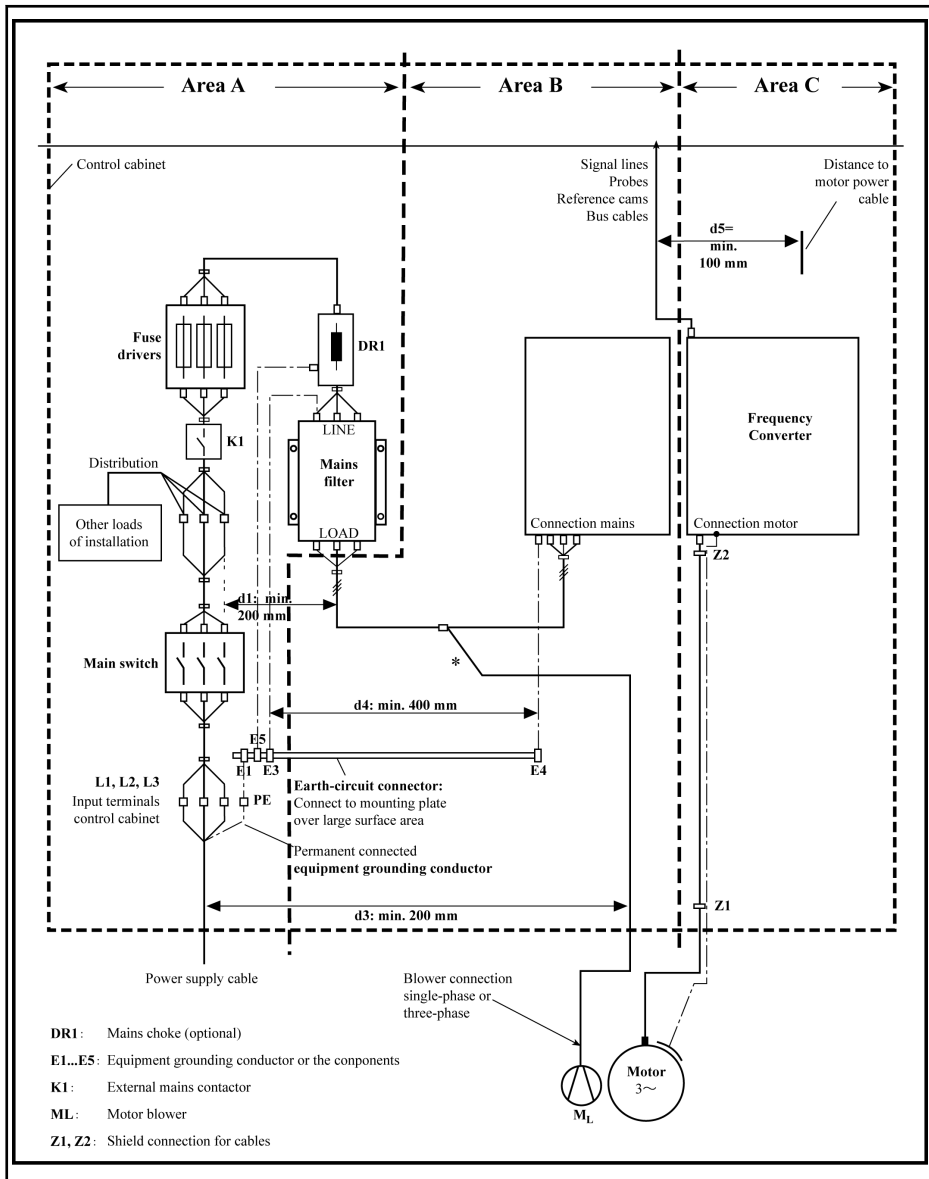 Area A
Area B
Area C
Control cabinet
Signal lines
Probes
Reference cams
Bus cables
Distance to
motor power
cable
d5=
min.
100 mm
Fuse
drivers
DR1
K1
LINE
Mains
filter
LOAD
Distribution
Other loads
of installation
Frequency
Converter
Connection mains
Connection motor
Z2
d1: min.
200 mm
Main switch
*
d4: min. 400 mm
E5
E1
E3
E4
L1, L2, L3
Input terminals
control cabinet
PE
Earth-circuit connector:
Connect to mounting plate
over large surface area
Permanent connected
equipment grounding conductor
Z1
d3: min. 200 mm
Power supply cable
Blower connection
single-phase or
three-phase
Motor
3~
ML
DR1: Mains choke (optional)
E1...E5: Equipment grounding conductor or the conponents
K1: External mains contactor
ML: Motor blower
Z1, Z2: Shield connection for cables